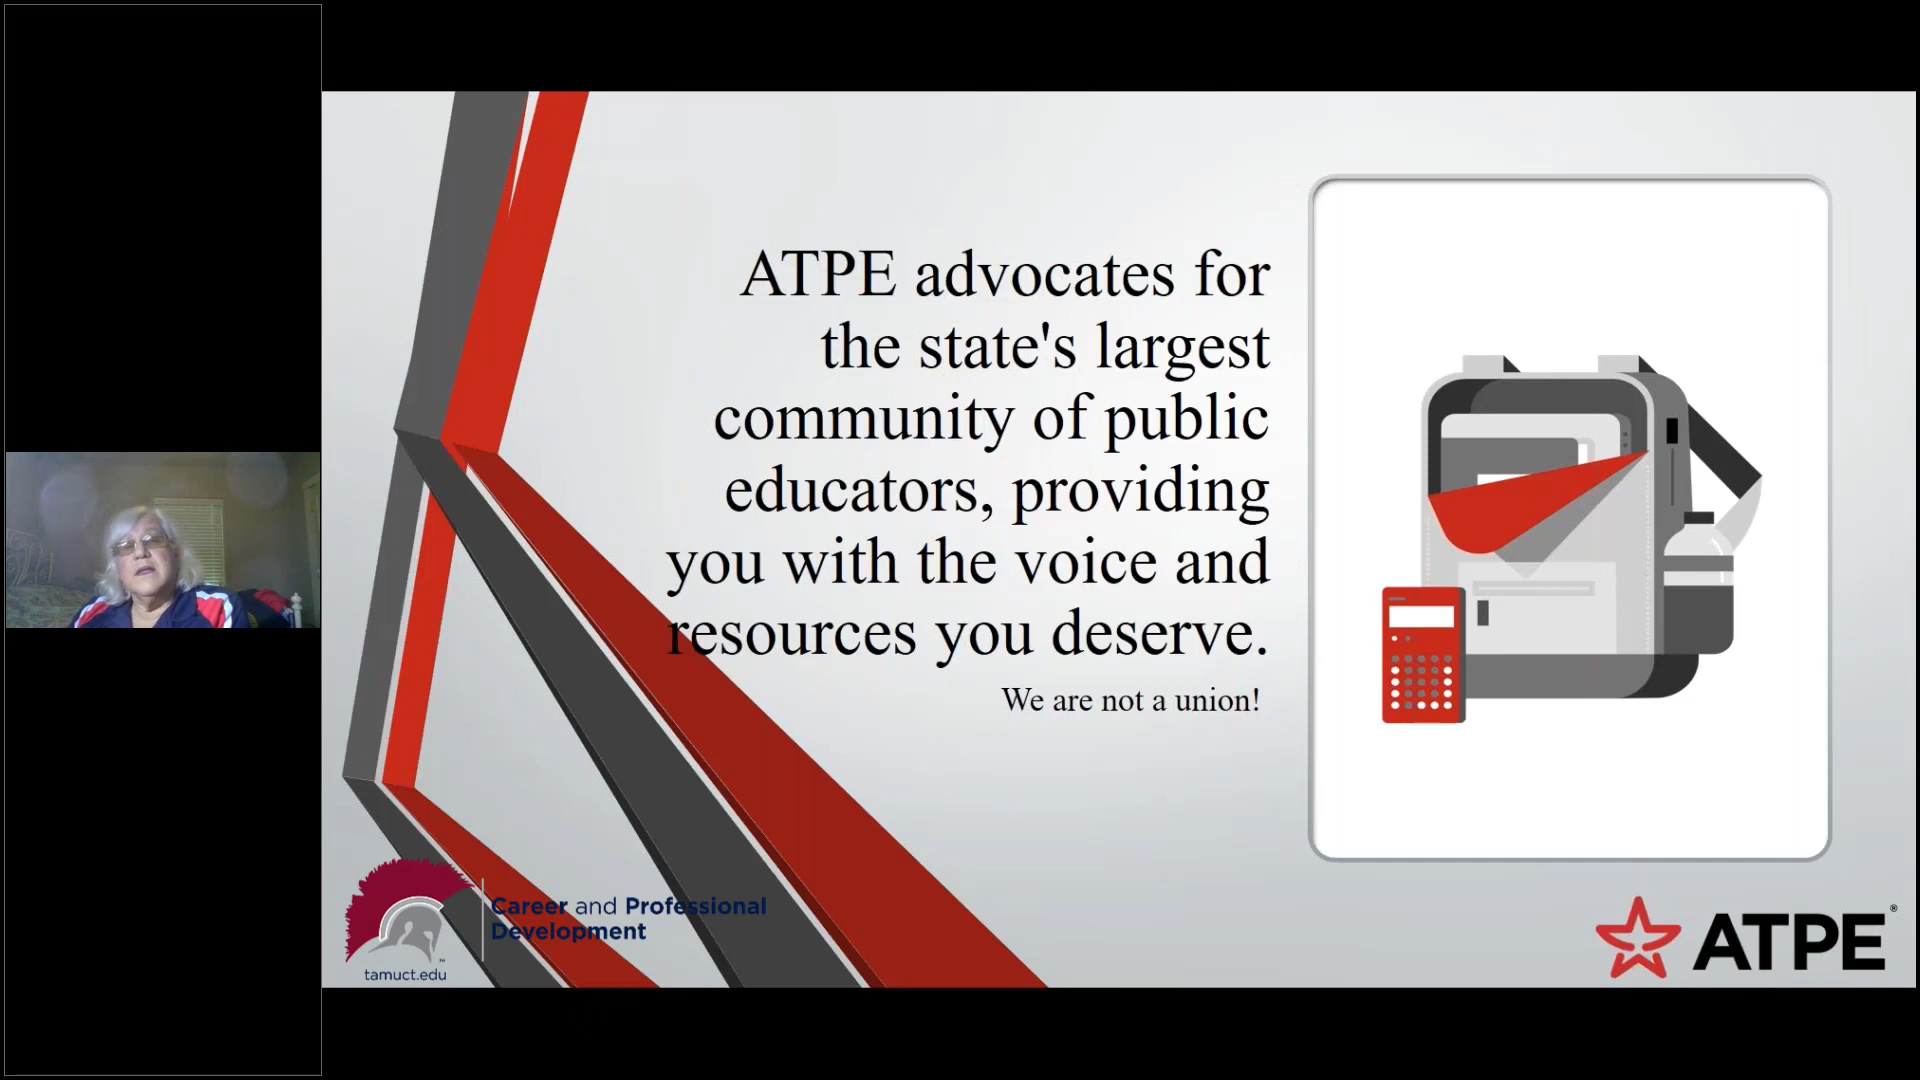 ATPE advocates for
the state's largest
community of public
educators, providing
you with the voice and
resources you deserve.
We are not a union!
Career and Professional
Development
tamuct.edu
ATPE®